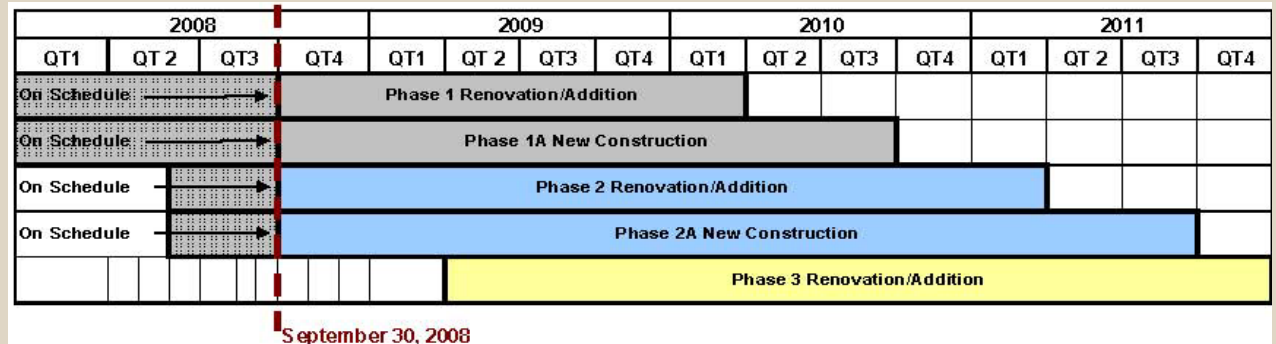 2008 2009 2010 2011
QT1 QT 2 QT3 QT4 QT1 QT 2 QT3 QT4 QT1 QT 2 QT3 QT4 QT1 QT 2 QT3 QT4
On Schedule Phase 1 Renovation/Addition
On Schedule Phase 1A New Construction
On Schedule Phase 2 Renovation/Addition
On Schedule Phase 2A New Construction
Phase 3 Renovation/Addition
September 30, 2008